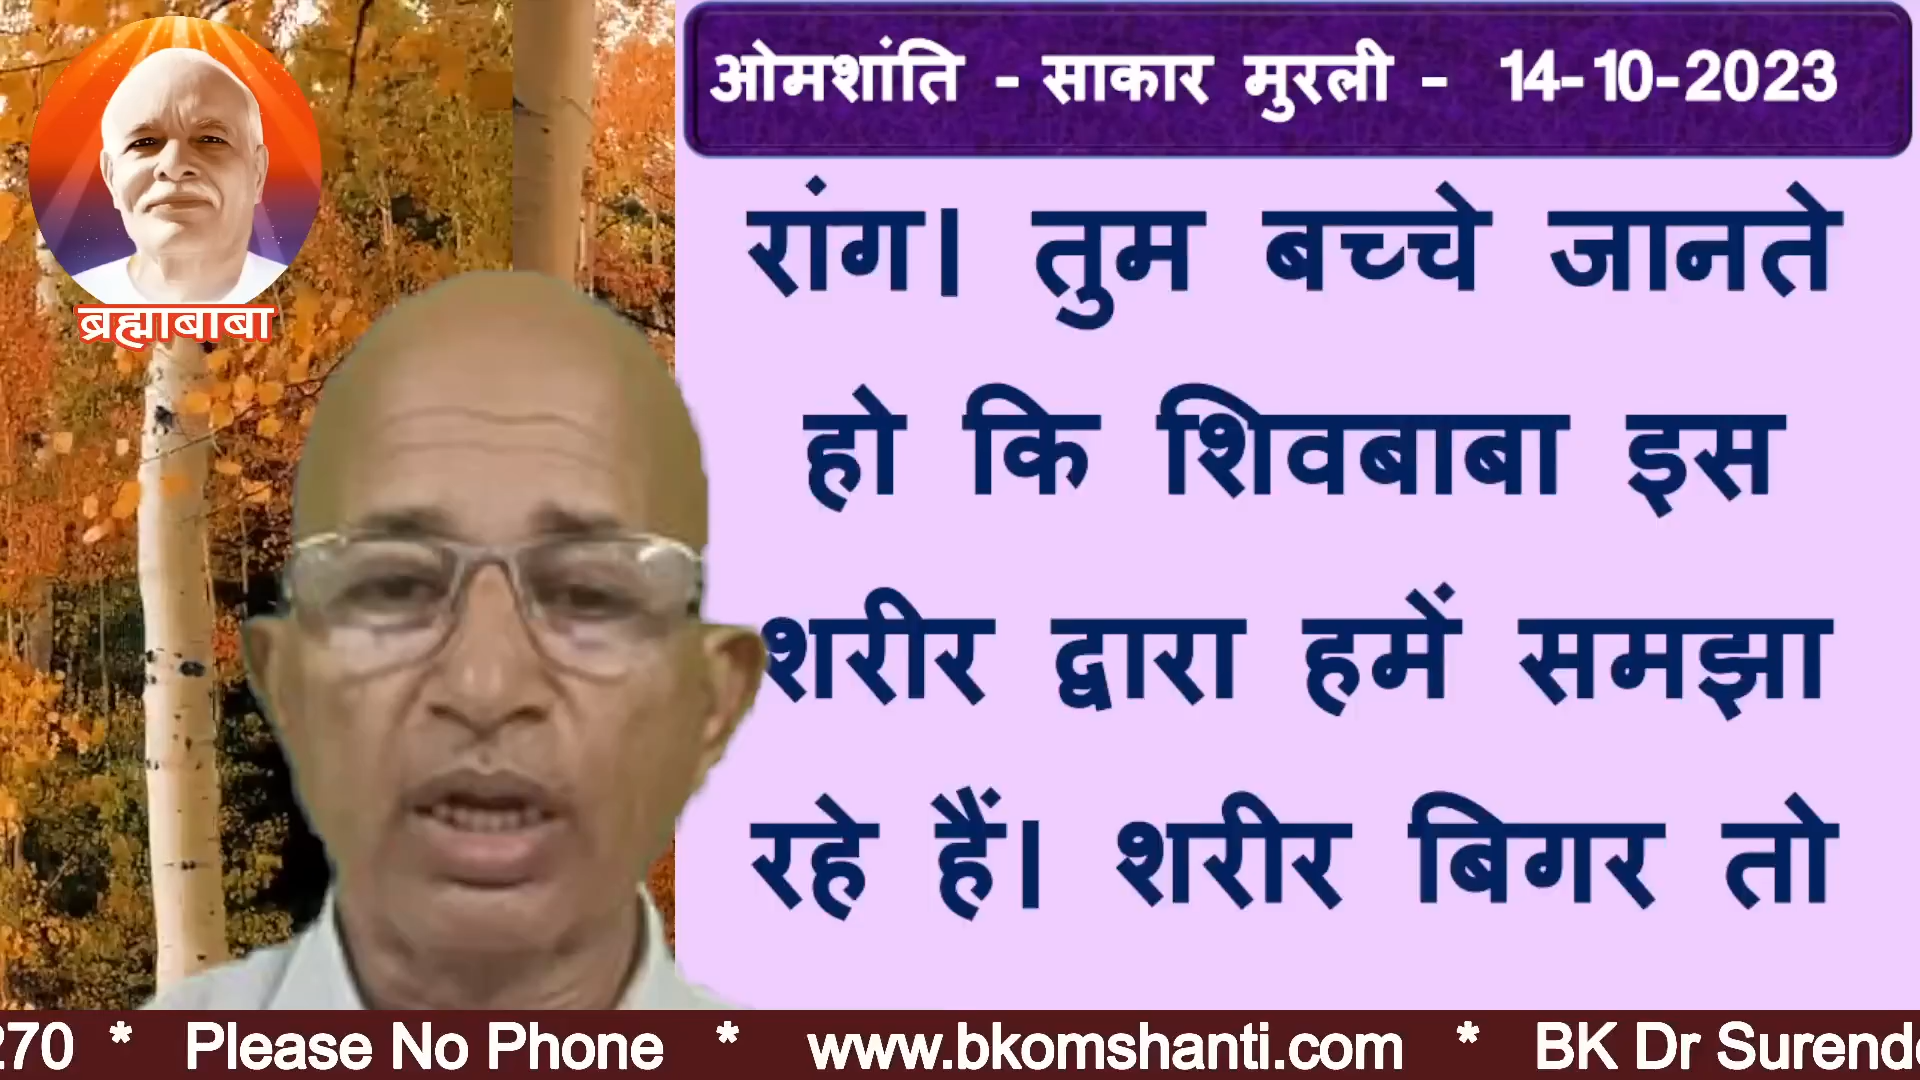 ओमशांति - साकार मुरली - 14-10-2023
ब्रह्माबाबा
रांग। तुम बच्चे जानते
हो कि शिवबाबा इस
शरीर द्वारा हमें समझा
रहे हैं। शरीर बिगर तो
270 * Please No Phone * www.bkomshanti.com * BK Dr Surende